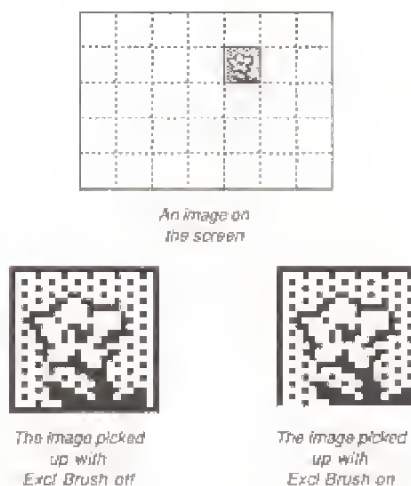 An image on
the screen
The image picked
up with
Excl Brush off
The image picked
up with
Excl Brush on